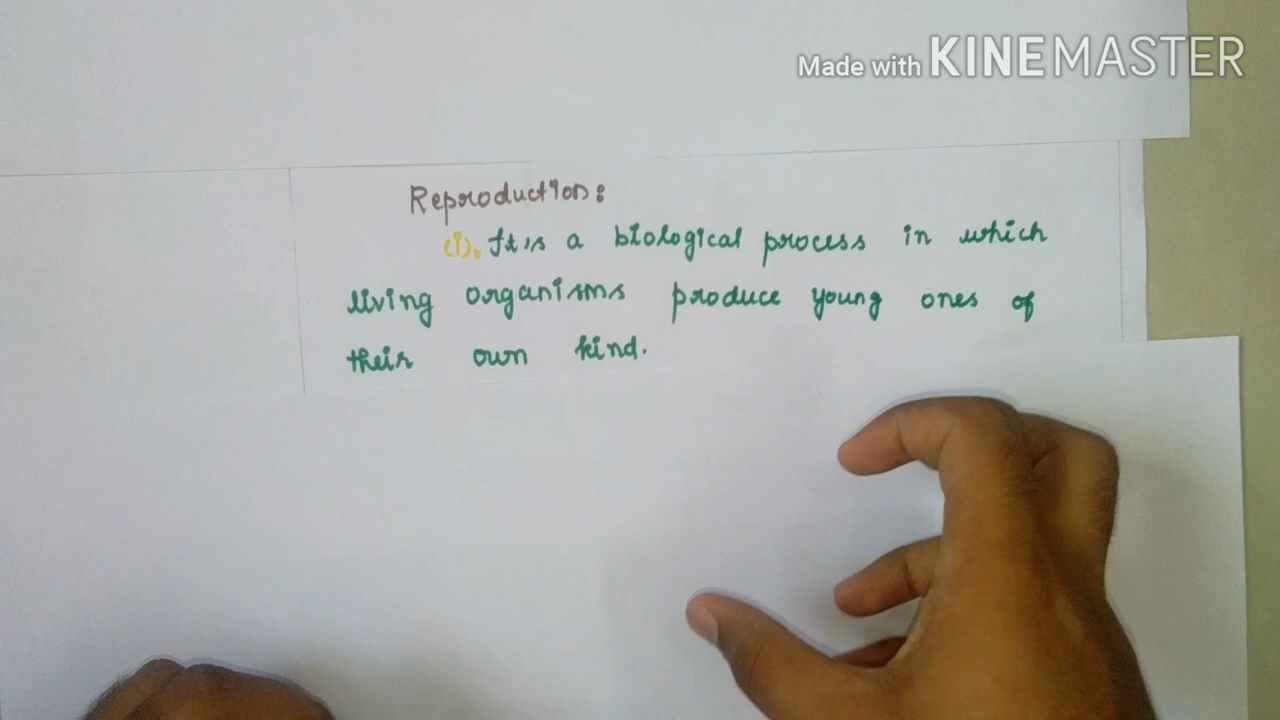 Made with KINEMASTER
Reproduction:
(i). It is a biological process in which
living organisms produce young ones of
their own kind.